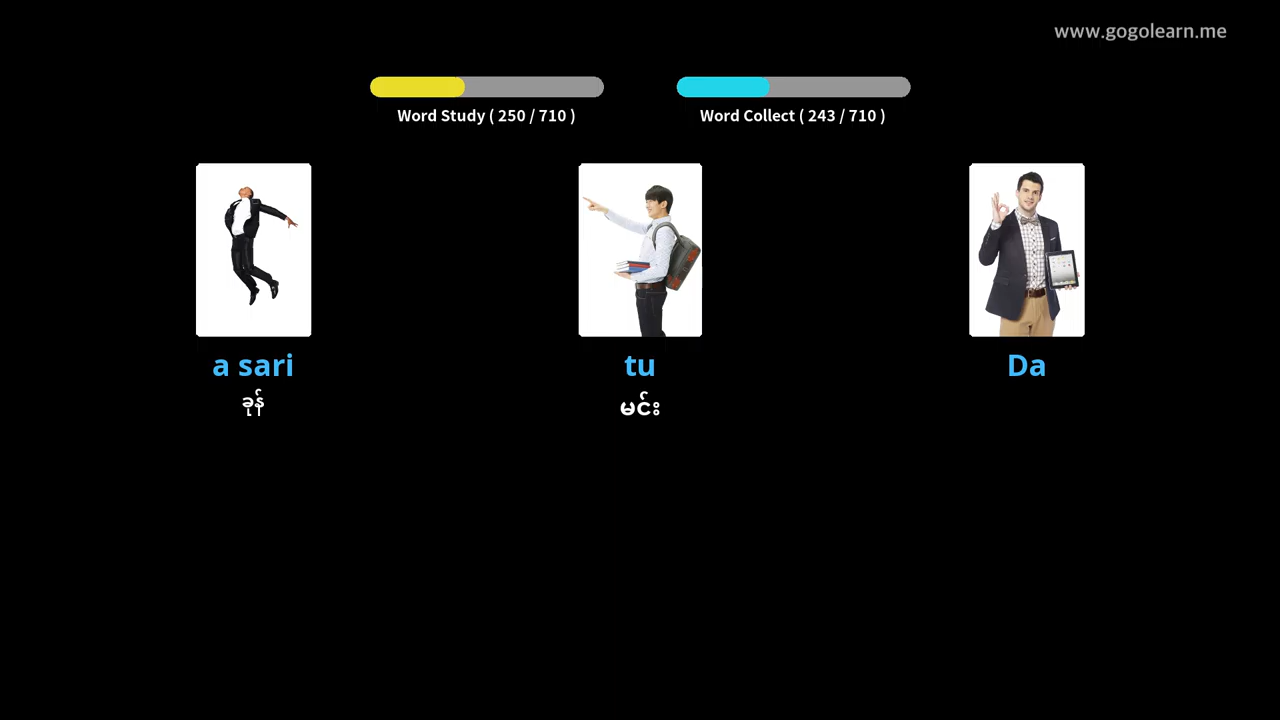 www.gogolearn.me
Word Study ( 250 / 710 )
Word Collect ( 243 / 710 )
a sari
ခုန်
tu
မင်း
Da